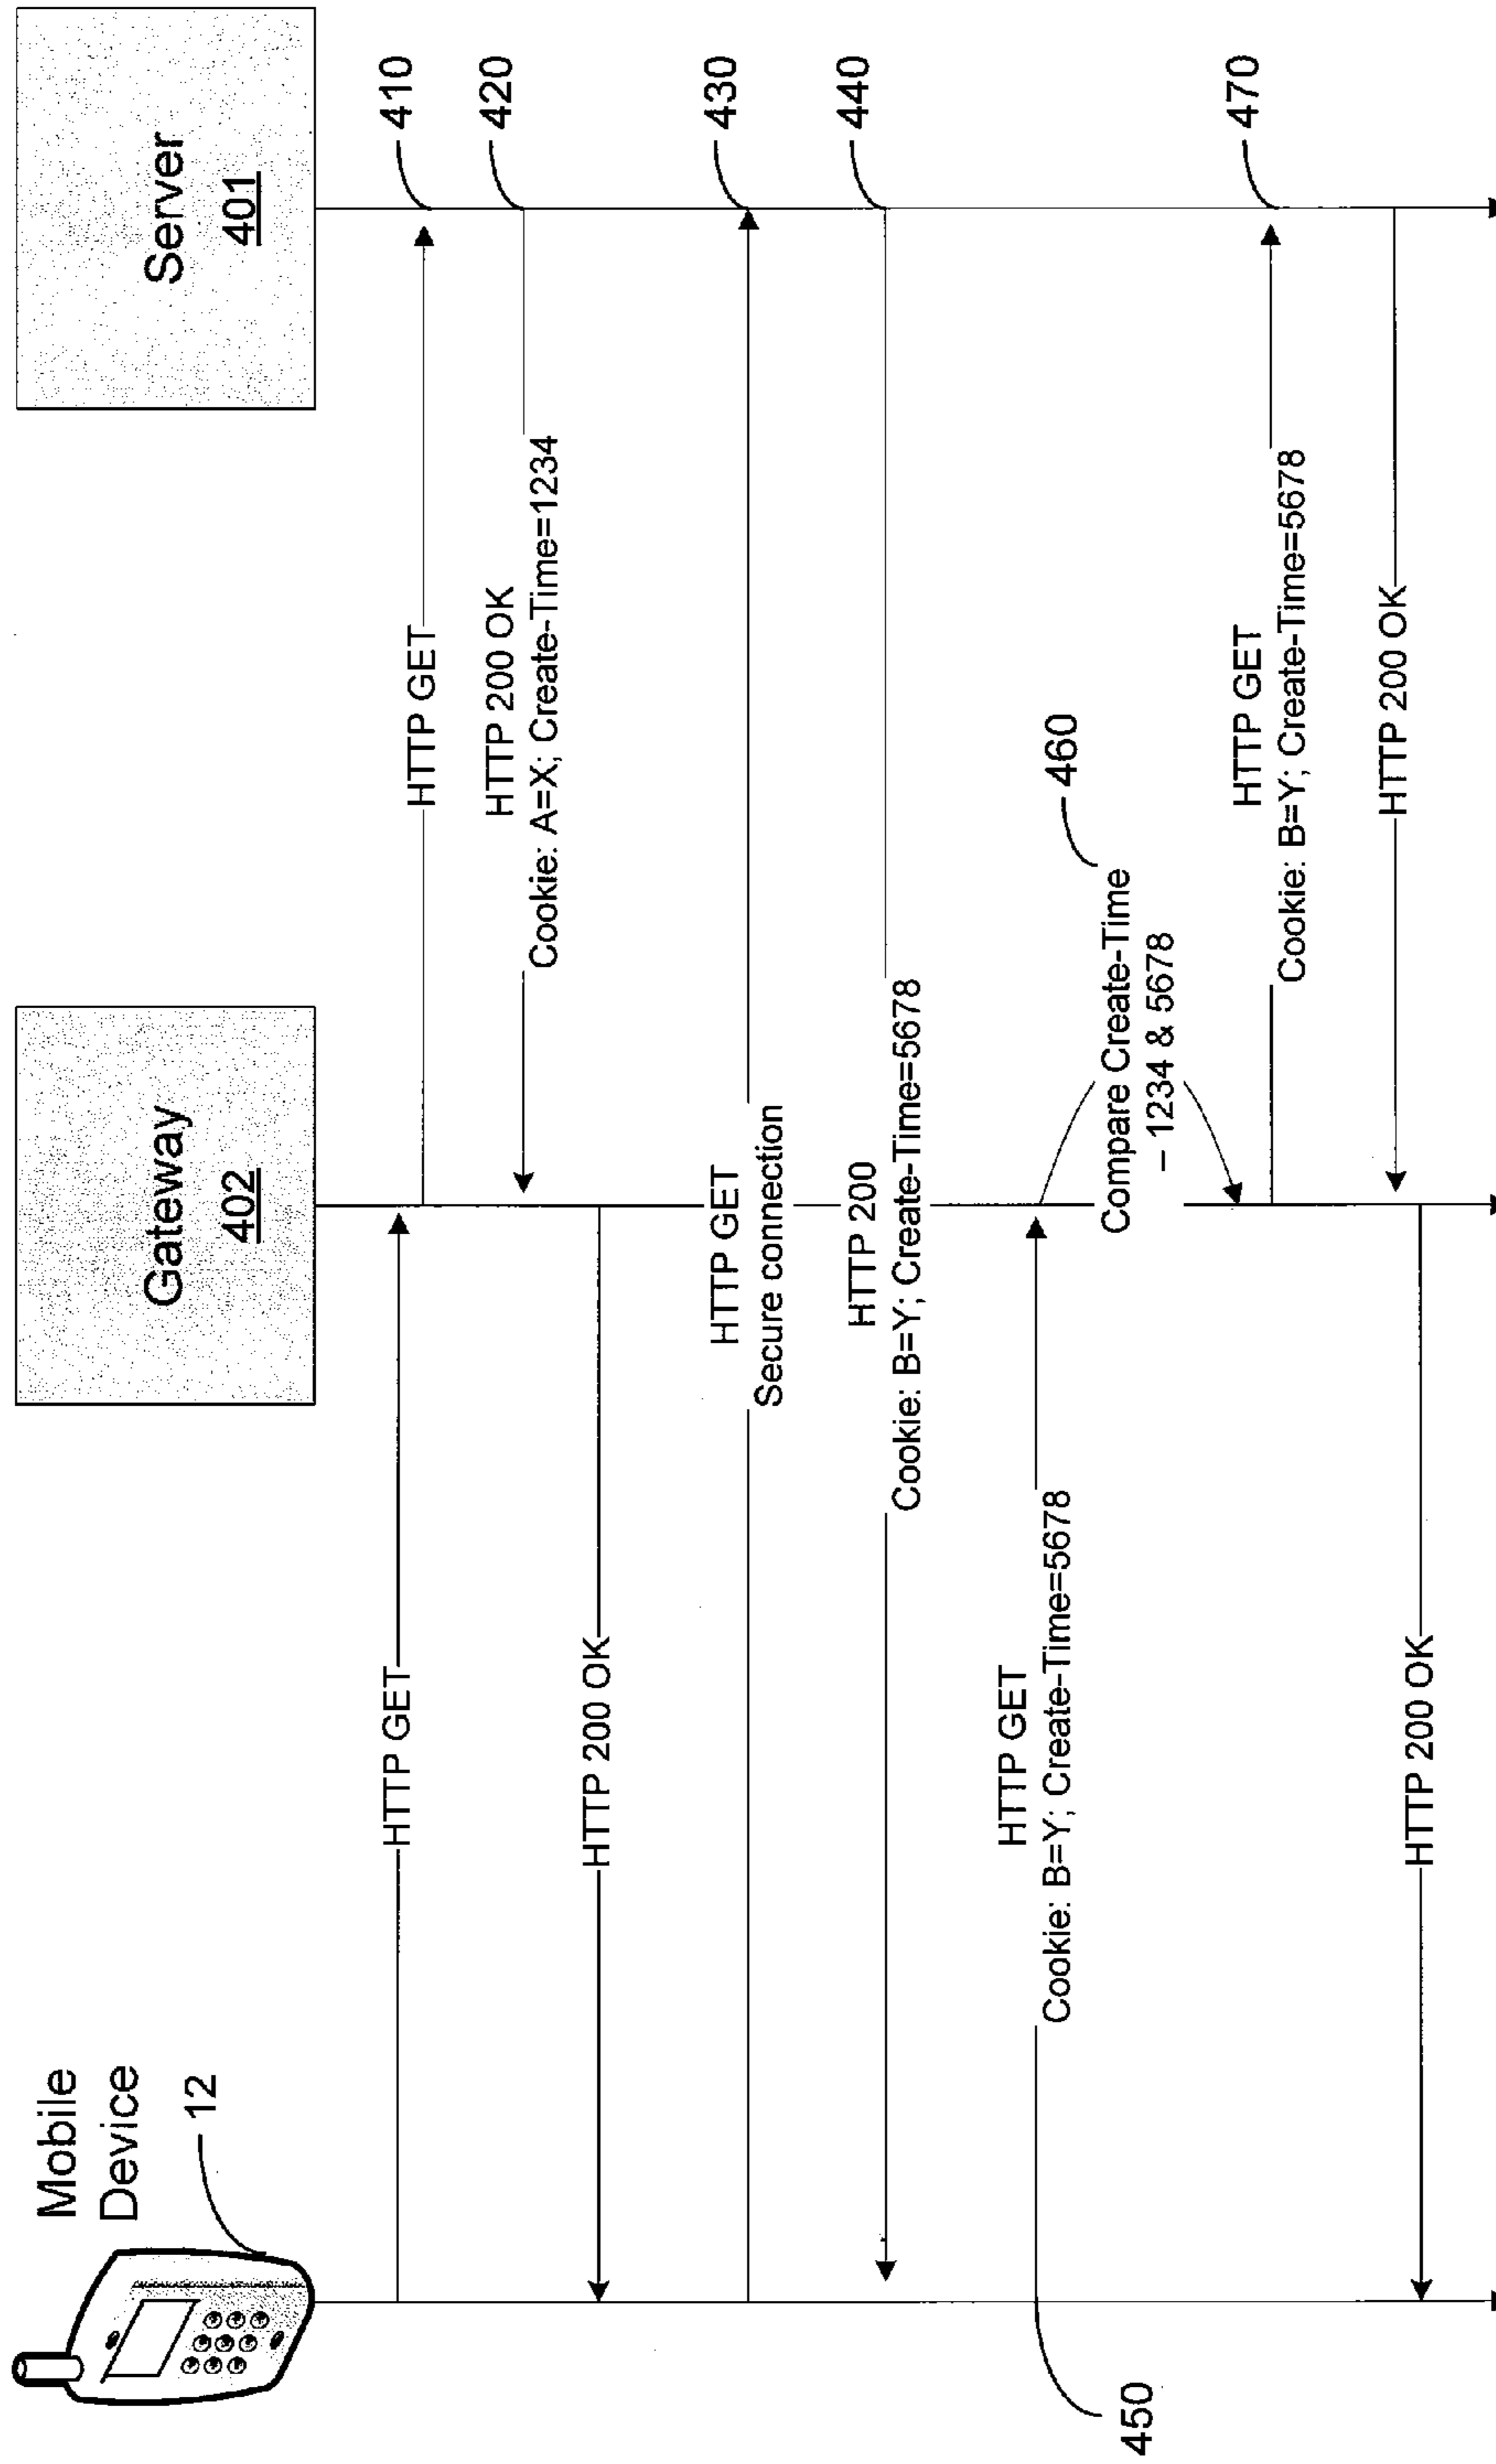 Mobile
Device
12
Gateway
402
Server
401
HTTP GET
HTTP GET
410
HTTP 200 OK
Cookie: A=X; Create-Time=1234
420
HTTP 200 OK
HTTP GET
Secure connection
430
HTTP 200
Cookie: B=Y; Create-Time=5678
440
450
HTTP GET
Cookie: B=Y; Create-Time=5678
Compare Create-Time
– 1234 & 5678
460
HTTP GET
Cookie: B=Y; Create-Time=5678
470
HTTP 200 OK
HTTP 200 OK